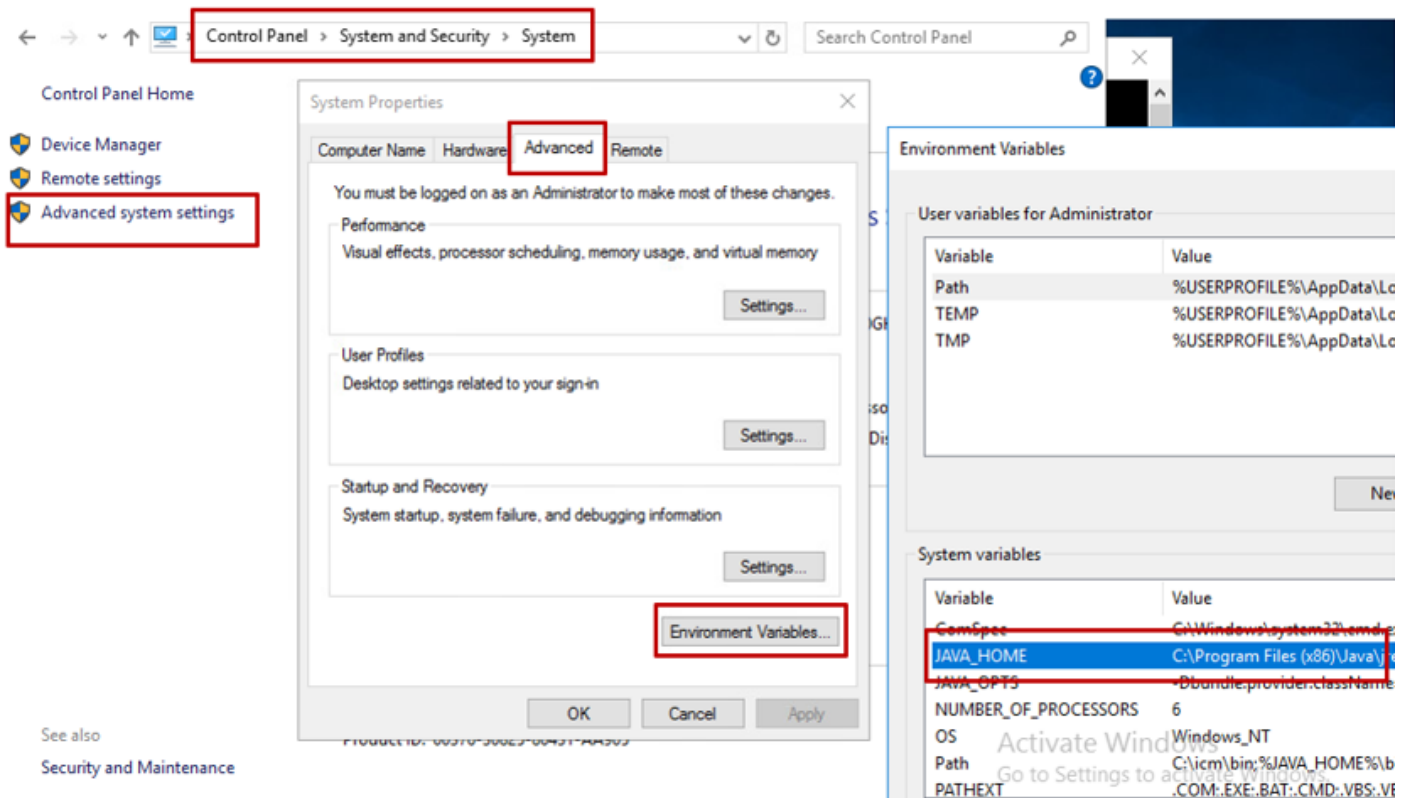 Control Panel > System and Security > System
Search Control Panel
Control Panel Home
Device Manager
Remote settings
Advanced system settings
See also
Security and Maintenance
System Properties
Computer Name Hardware Advanced Remote
You must be logged on as an Administrator to make most of these changes.
Performance
Visual effects, processor scheduling, memory usage, and virtual memory
Settings...
User Profiles
Desktop settings related to your sign-in
Settings...
Startup and Recovery
System startup, system failure, and debugging information
Settings...
Environment Variables...
OK Cancel Apply
Environment Variables
User variables for Administrator
Variable Value
Path %USERPROFILE%\AppData\Lo
TEMP %USERPROFILE%\AppData\Lo
TMP %USERPROFILE%\AppData\Lo
Ne
System variables
Variable Value
ComSpec C:\Windows\system32\cmd.e
JAVA_HOME C:\Program Files (x86)\Java\jre
JAVA_OPTS -Dbundle.provider.className
NUMBER_OF_PROCESSORS 6
OS Windows_NT
Path C:\icm\bin;%JAVA_HOME%\b
PATHEXT .COM;.EXE;.BAT;.CMD;.VBS;.VE
Activate Windows
Go to Settings to activate Windows.